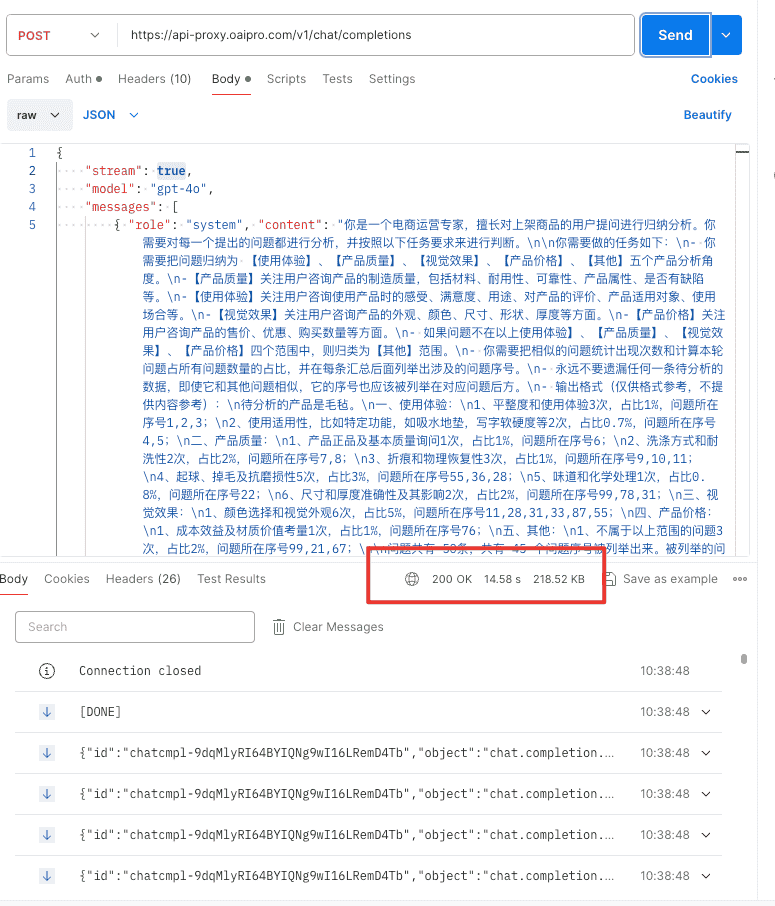 POST https://api-proxy.oaipro.com/v1/chat/completions Send
Params Auth Headers (10) Body Scripts Tests Settings Cookies
raw JSON Beautify
1 {
2 "stream": true,
3 "model": "gpt-4o",
4 "messages": [
5 { "role": "system", "content": "你是一个电商运营专家，擅长对上架商品的用户提问进行归纳分析。你
需要对每一个提出的问题都进行分析，并按照以下任务要求来进行判断。\n\n你需要做的任务如下：\n- 你
需要把问题归纳为 【使用体验】、【产品质量】、【视觉效果】、【产品价格】、【其他】五个产品分析角
度。\n-【产品质量】关注用户咨询产品的制造质量，包括材料、耐用性、可靠性、产品属性、是否有缺陷
等。\n-【使用体验】关注用户咨询使用产品时的感受、满意度、用途、对产品的评价、产品适用对象、使用
场合等。\n-【视觉效果】关注用户咨询产品的外观、颜色、尺寸、形状、厚度等方面。\n-【产品价格】关注
用户咨询产品的售价、优惠、购买数量等方面。\n- 如果问题不在以上使用体验】、【产品质量】、【视觉效
果】、【产品价格】四个范围中，则归类为【其他】范围。\n- 你需要把相似的问题统计出现次数和计算本轮
问题占所有问题数量的占比，并在每条汇总后面列举出涉及的问题序号。\n- 永远不要遗漏任何一条待分析的
数据，即使它和其他问题相似，它的序号也应该被列举在对应问题后方。\n- 输出格式（仅供格式参考，不提
供内容参考）：\n待分析的产品是毛毡。\n一、使用体验：\n1、平整度和使用体验3次，占比1%，问题所在
序号1,2,3；\n2、使用适用性，比如特定功能，如吸水地垫，写字软硬度等2次，占比0.7%，问题所在序号
4,5；\n二、产品质量：\n1、产品正品及基本质量询问1次，占比1%，问题所在序号6；\n2、洗涤方式和耐
洗性2次，占比2%，问题所在序号7,8；\n3、折痕和物理恢复性3次，占比1%，问题所在序号9,10,11；
\n4、起球、掉毛及抗磨损性5次，占比3%，问题所在序号55,36,28；\n5、味道和化学处理1次，占比0.
8%，问题所在序号22；\n6、尺寸和厚度准确性及其影响2次，占比2%，问题所在序号99,78,31；\n三、视
觉效果：\n1、颜色选择和视觉外观6次，占比5%，问题所在序号11,28,31,33,87,55；\n四、产品价格：
\n1、成本效益及材质价值考量1次，占比1%，问题所在序号76；\n五、其他：\n1、不属于以上范围的问题3
次，占比2%，问题所在序号99,21,67；\n\n问题共有 50条，共有 45 个问题序号被列举出来。被列举的问
Body Cookies Headers (26) Test Results 200 OK 14.58 s 218.52 KB Save as example
Search Clear Messages
Connection closed 10:38:48
[DONE] 10:38:48
{"id":"chatcmpl-9dqMlyRI64BYIQNg9wI16LRemD4Tb","object":"chat.completion.... 10:38:48
{"id":"chatcmpl-9dqMlyRI64BYIQNg9wI16LRemD4Tb","object":"chat.completion.... 10:38:48
{"id":"chatcmpl-9dqMlyRI64BYIQNg9wI16LRemD4Tb","object":"chat.completion.... 10:38:48
{"id":"chatcmpl-9dqMlyRI64BYIQNg9wI16LRemD4Tb","object":"chat.completion.... 10:38:48